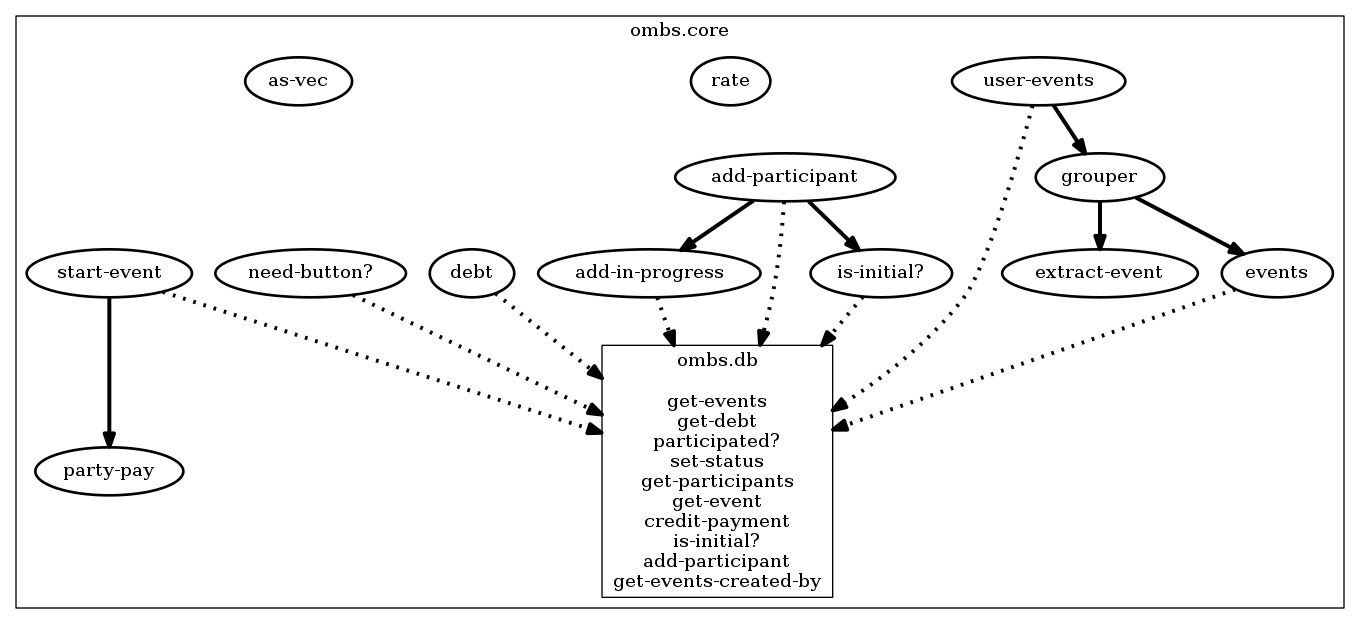 ombs.core
as-vec
rate
user-events
add-participant
grouper
start-event
need-button?
debt
add-in-progress
is-initial?
extract-event
events
ombs.db
get-events
get-debt
participated?
set-status
get-participants
get-event
credit-payment
is-initial?
add-participant
get-events-created-by
party-pay